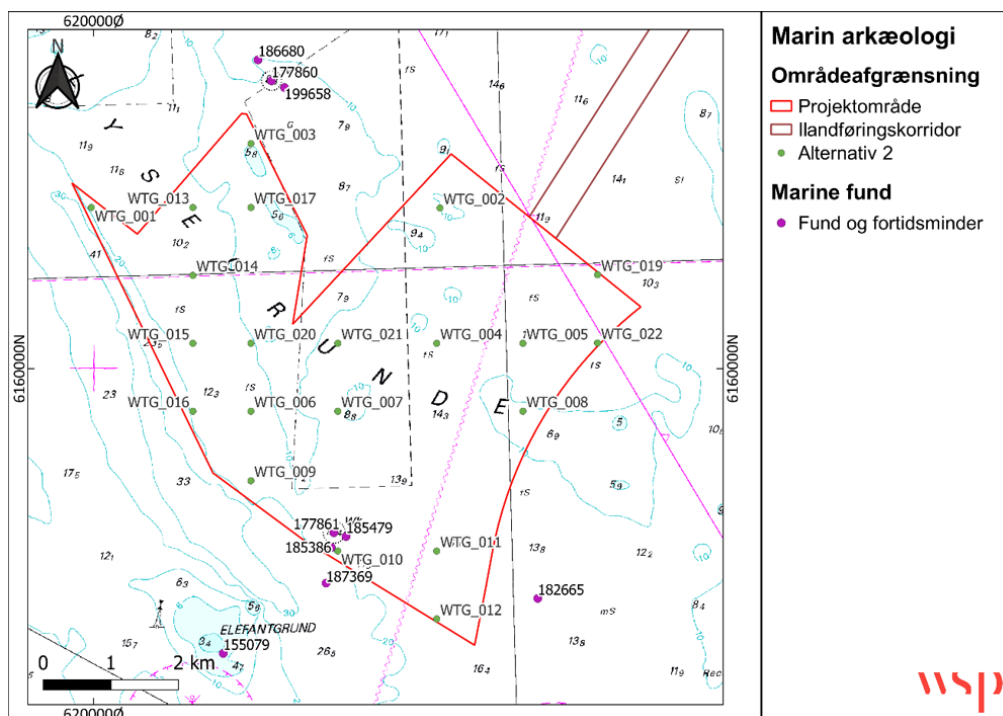 6200000Ø
N
186680
177860
199658
WTG_003
WTG_013
WTG_017
WTG_002
WTG_001
WTG_014
WTG_019
WTG_015
WTG_020
WTG_021
WTG_004
WTG_005
WTG_022
WTG_016
WTG_006
WTG_007
WTG_008
WTG_009
177861
185479
185386
WTG_010
WTG_011
187369
182665
WTG_012
ELEFANTGRUND
155079
0 1 2 km
6200000Ø
6160000N
6160000N
Y S E R U N D E
Marin arkæologi
Områdeafgrænsning
Projektområde
Ilandføringskorridor
Alternativ 2
Marine fund
Fund og fortidsminder
wsp